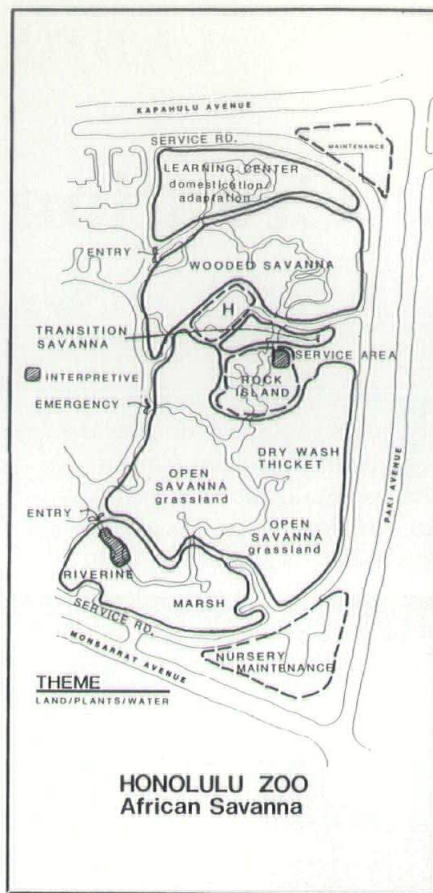 KAPAHULU AVENUE
SERVICE RD.
MAINTENANCE
LEARNING CENTER
domestication/
adaptation
ENTRY
WOODED SAVANNA
H
TRANSITION
SAVANNA
SERVICE AREA
INTERPRETIVE
ROCK
ISLAND
EMERGENCY
DRY WASH
THICKET
PAKI AVENUE
OPEN
SAVANNA
grassland
ENTRY
OPEN
SAVANNA
grassland
RIVERINE
MARSH
SERVICE RD.
MONSARRAT AVENUE
NURSERY
MAINTENANCE
THEME
LAND/PLANTS/WATER
HONOLULU ZOO
African Savanna